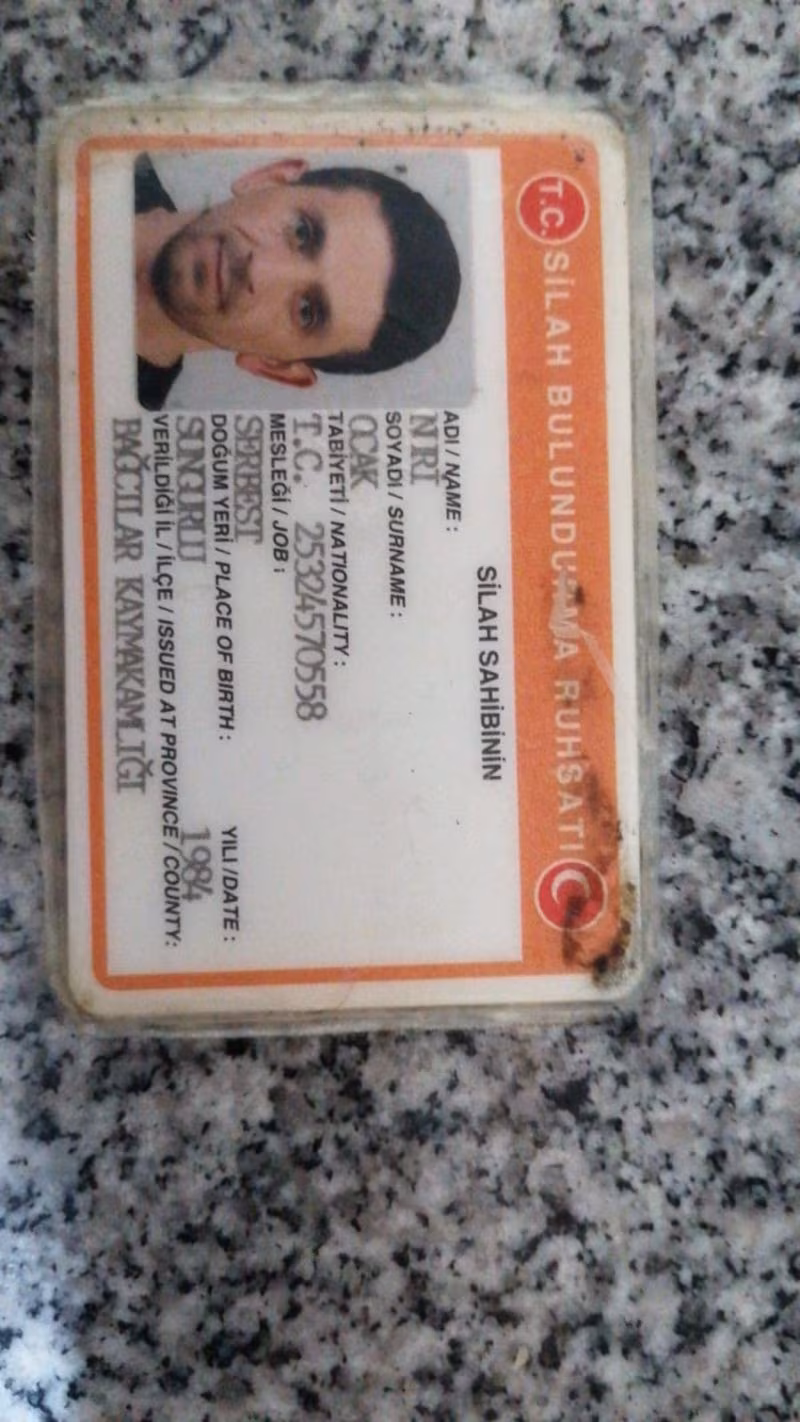 T.C. SİLAH BULUNDURMA RUHSATI
SİLAH SAHİBİNİN
ADI / NAME :
SOYADI / SURNAME :
OCAK
TABİYETİ / NATIONALITY :
T.C. 25324570558
MESLEĞİ / JOB :
SERBEST
DOĞUM YERİ / PLACE OF BIRTH : YILI /DATE :
SUNGURLU 1984
VERİLDİĞİ İL / İLÇE / ISSUED AT PROVINCE / COUNTY:
BAĞCILAR KAYMAKAMLIĞI